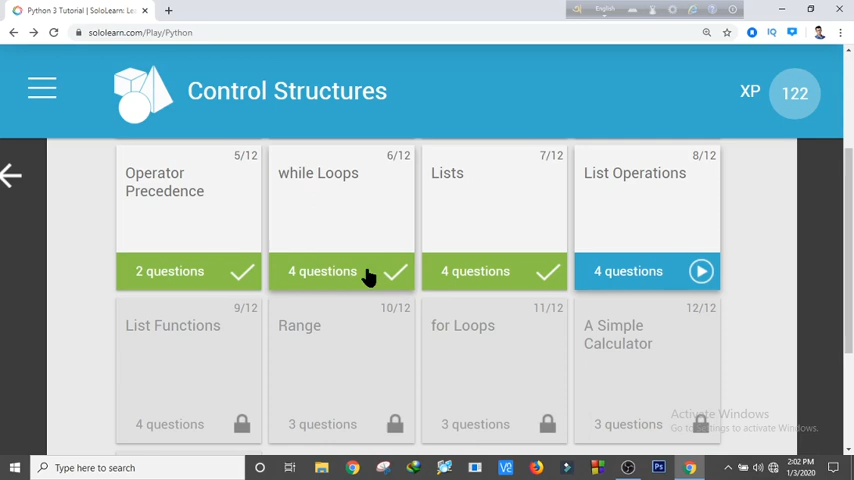 Python 3 Tutorial | SoloLearn: Le
English
sololearn.com/Play/Python
Control Structures
XP 122
5/12
Operator
Precedence
2 questions
6/12
while Loops
4 questions
7/12
Lists
4 questions
8/12
List Operations
4 questions
9/12
List Functions
4 questions
10/12
Range
3 questions
11/12
for Loops
3 questions
12/12
A Simple
Calculator
3 questions
Activate Windows
Go to Settings to activate Windows.
Type here to search
2:02 PM
1/3/2020